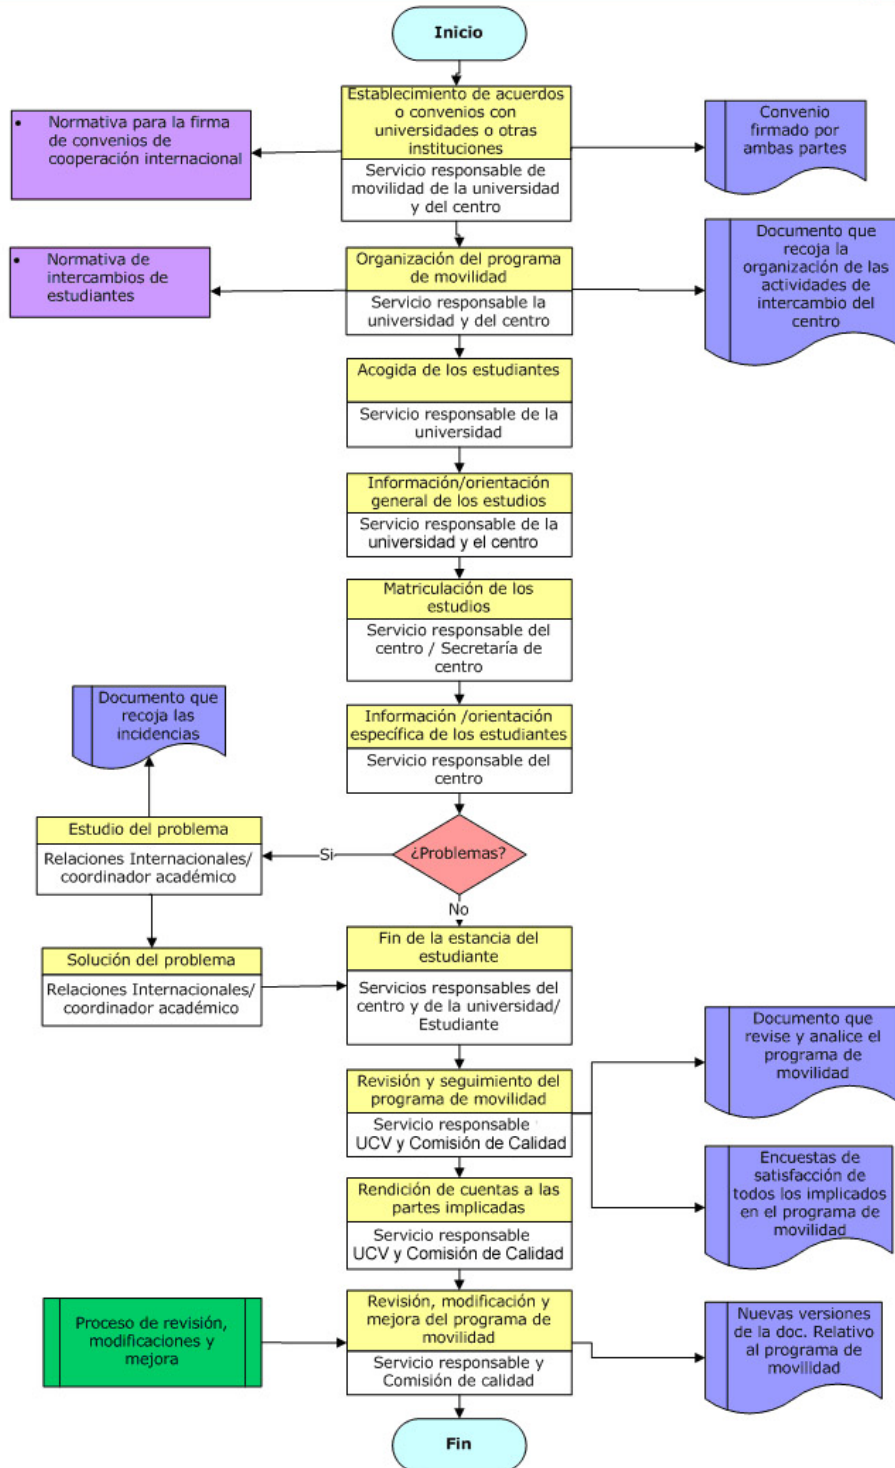 Inicio
Establecimiento de acuerdos
o convenios con
universidades o otras
instituciones
Servicio responsable de
movilidad de la universidad
y del centro
• Normativa para la firma
de convenios de
cooperación internacional
Convenio
firmado por
ambas partes
Organización del programa
de movilidad
Servicio responsable la
universidad y del centro
• Normativa de
intercambios de
estudiantes
Documento que
recoja la
organización de las
actividades de
intercambio del
centro
Acogida de los estudiantes
Servicio responsable de la
universidad
Información/orientación
general de los estudios
Servicio responsable de la
universidad y el centro
Matriculación de los
estudios
Servicio responsable del
centro / Secretaría de
centro
Información /orientación
específica de los estudiantes
Servicio responsable del
centro
Documento que
recoja las
incidencias
¿Problemas?
Si
No
Estudio del problema
Relaciones Internacionales/
coordinador académico
Solución del problema
Relaciones Internacionales/
coordinador académico
Fin de la estancia del
estudiante
Servicios responsables del
centro y de la universidad/
Estudiante
Revisión y seguimiento del
programa de movilidad
Servicio responsable
UCV y Comisión de Calidad
Documento que
revise y analice el
programa de
movilidad
Encuestas de
satisfacción de
todos los implicados
en el programa de
movilidad
Rendición de cuentas a las
partes implicadas
Servicio responsable
UCV y Comisión de Calidad
Proceso de revisión,
modificaciones y
mejora
Revisión, modificación y
mejora del programa de
movilidad
Servicio responsable y
Comisión de calidad
Nuevas versiones
de la doc. Relativo
al programa de
movilidad
Fin